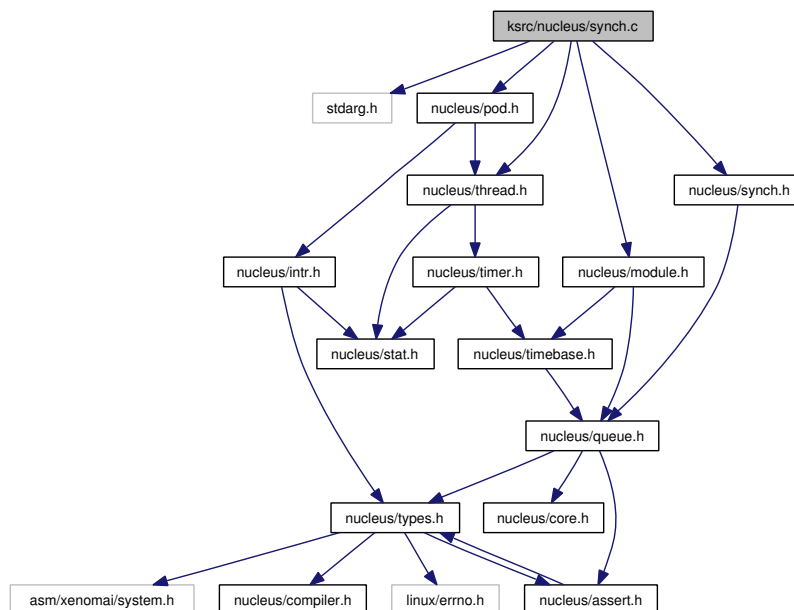 ksrc/nucleus/synch.c
stdarg.h
nucleus/pod.h
nucleus/thread.h
nucleus/synch.h
nucleus/intr.h
nucleus/timer.h
nucleus/module.h
nucleus/stat.h
nucleus/timebase.h
nucleus/queue.h
nucleus/types.h
nucleus/core.h
asm/xenomai/system.h
nucleus/compiler.h
linux/errno.h
nucleus/assert.h